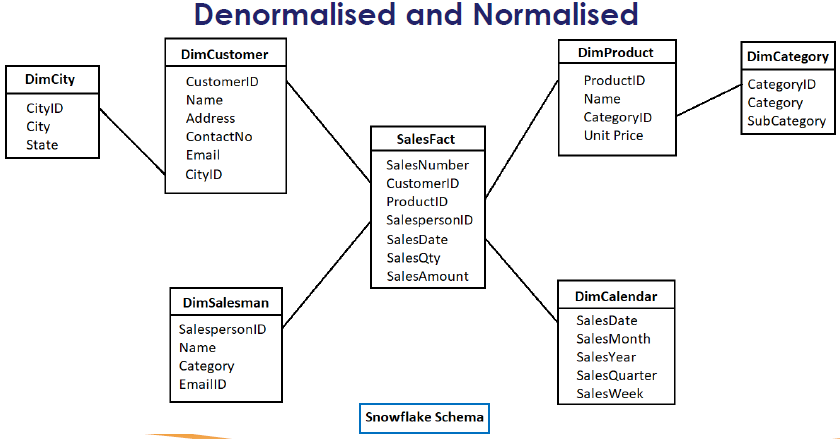 Denormalised and Normalised
DimCity
CityID
City
State
DimCustomer
CustomerID
Name
Address
ContactNo
Email
CityID
SalesFact
SalesNumber
CustomerID
ProductID
SalespersonID
SalesDate
SalesQty
SalesAmount
DimProduct
ProductID
Name
CategoryID
Unit Price
DimCategory
CategoryID
Category
SubCategory
DimSalesman
SalespersonID
Name
Category
EmailID
DimCalendar
SalesDate
SalesMonth
SalesYear
SalesQuarter
SalesWeek
Snowflake Schema